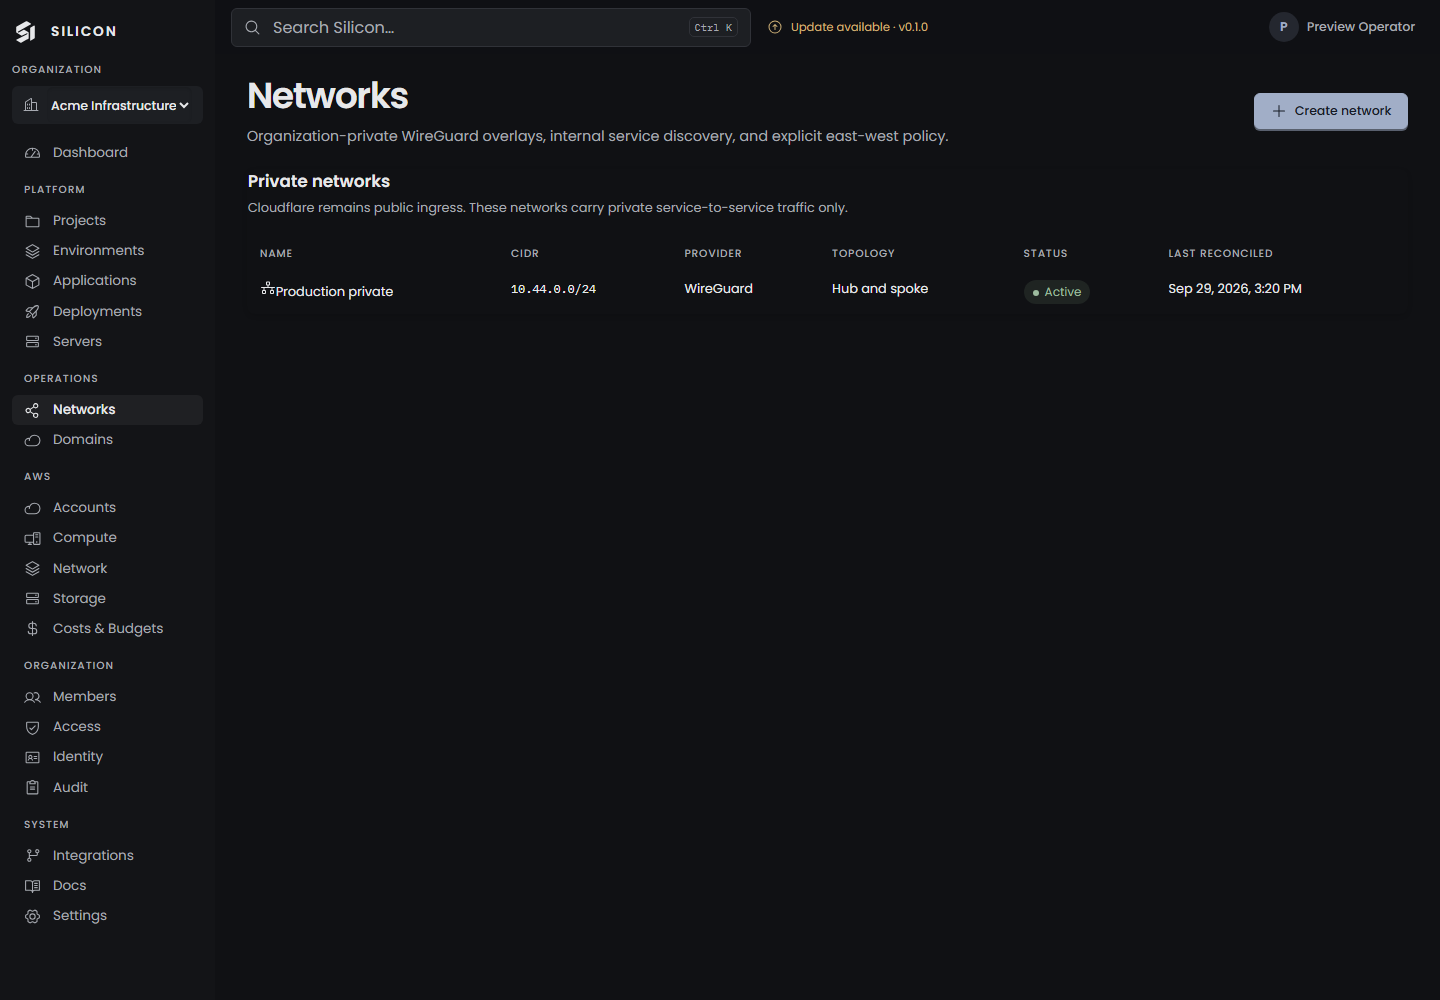 SILICON
ORGANIZATION
Acme Infrastructure
Dashboard
PLATFORM
Projects
Environments
Applications
Deployments
Servers
OPERATIONS
Networks
Domains
AWS
Accounts
Compute
Network
Storage
Costs & Budgets
ORGANIZATION
Members
Access
Identity
Audit
SYSTEM
Integrations
Docs
Settings
Search Silicon... Ctrl K
Update available · v0.1.0
P Preview Operator
Networks
Organization-private WireGuard overlays, internal service discovery, and explicit east-west policy.
Create network
Private networks
Cloudflare remains public ingress. These networks carry private service-to-service traffic only.
NAME CIDR PROVIDER TOPOLOGY STATUS LAST RECONCILED
Production private 10.44.0.0/24 WireGuard Hub and spoke Active Sep 29, 2026, 3:20 PM